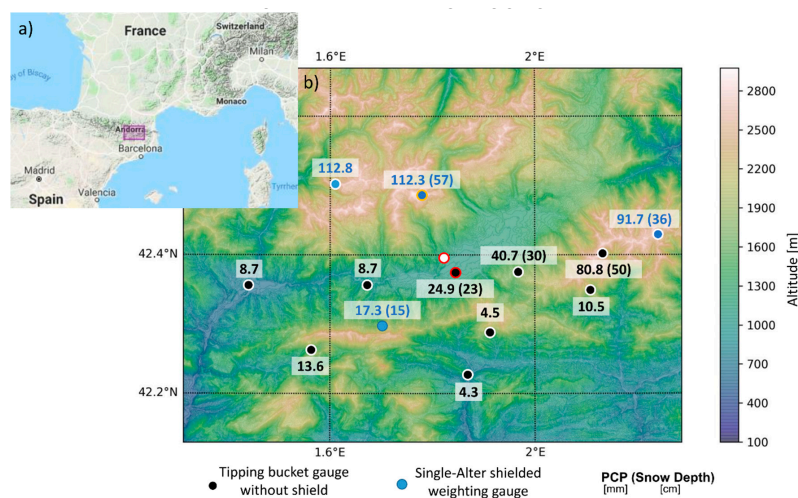 a)
France
Switzerland
Milan
y of Biscay
Monaco
Andorra
Barcelona
Madrid
Spain
Valencia
Tyrrhe
b)
1.6°E
2°E
112.8
112.3 (57)
91.7 (36)
42.4°N
8.7
8.7
40.7 (30)
80.8 (50)
24.9 (23)
17.3 (15)
4.5
10.5
13.6
4.3
42.2°N
1.6°E
2°E
2800
2500
2200
1900
1600
1300
1000
700
400
100
Altitude [m]
Tipping bucket gauge
without shield
Single-Alter shielded
weighting gauge
PCP (Snow Depth)
[mm] [cm]